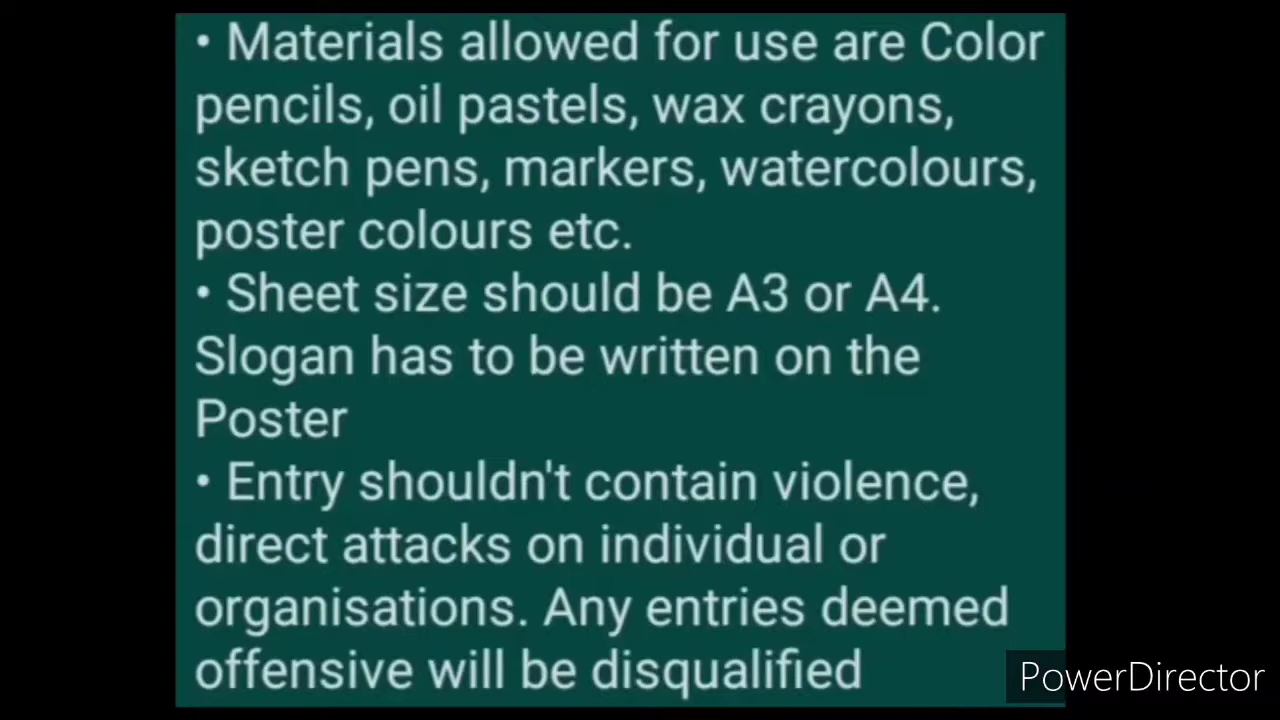 • Materials allowed for use are Color
pencils, oil pastels, wax crayons,
sketch pens, markers, watercolours,
poster colours etc.
• Sheet size should be A3 or A4.
Slogan has to be written on the
Poster
• Entry shouldn't contain violence,
direct attacks on individual or
organisations. Any entries deemed
offensive will be disqualified
PowerDirector